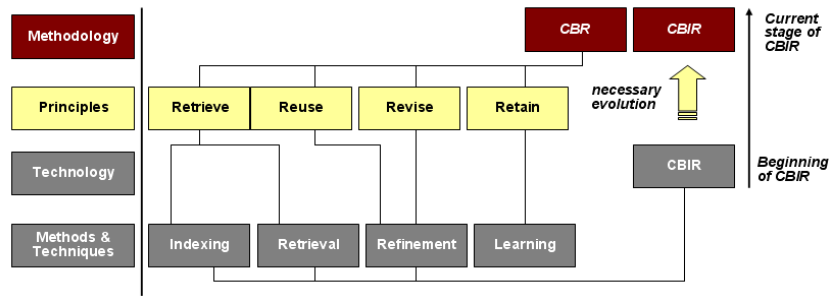 Methodology
CBR
CBIR
Current
stage of
CBIR
necessary
evolution
Principles
Retrieve
Reuse
Revise
Retain
Technology
CBIR
Beginning
of CBIR
Methods &
Techniques
Indexing
Retrieval
Refinement
Learning